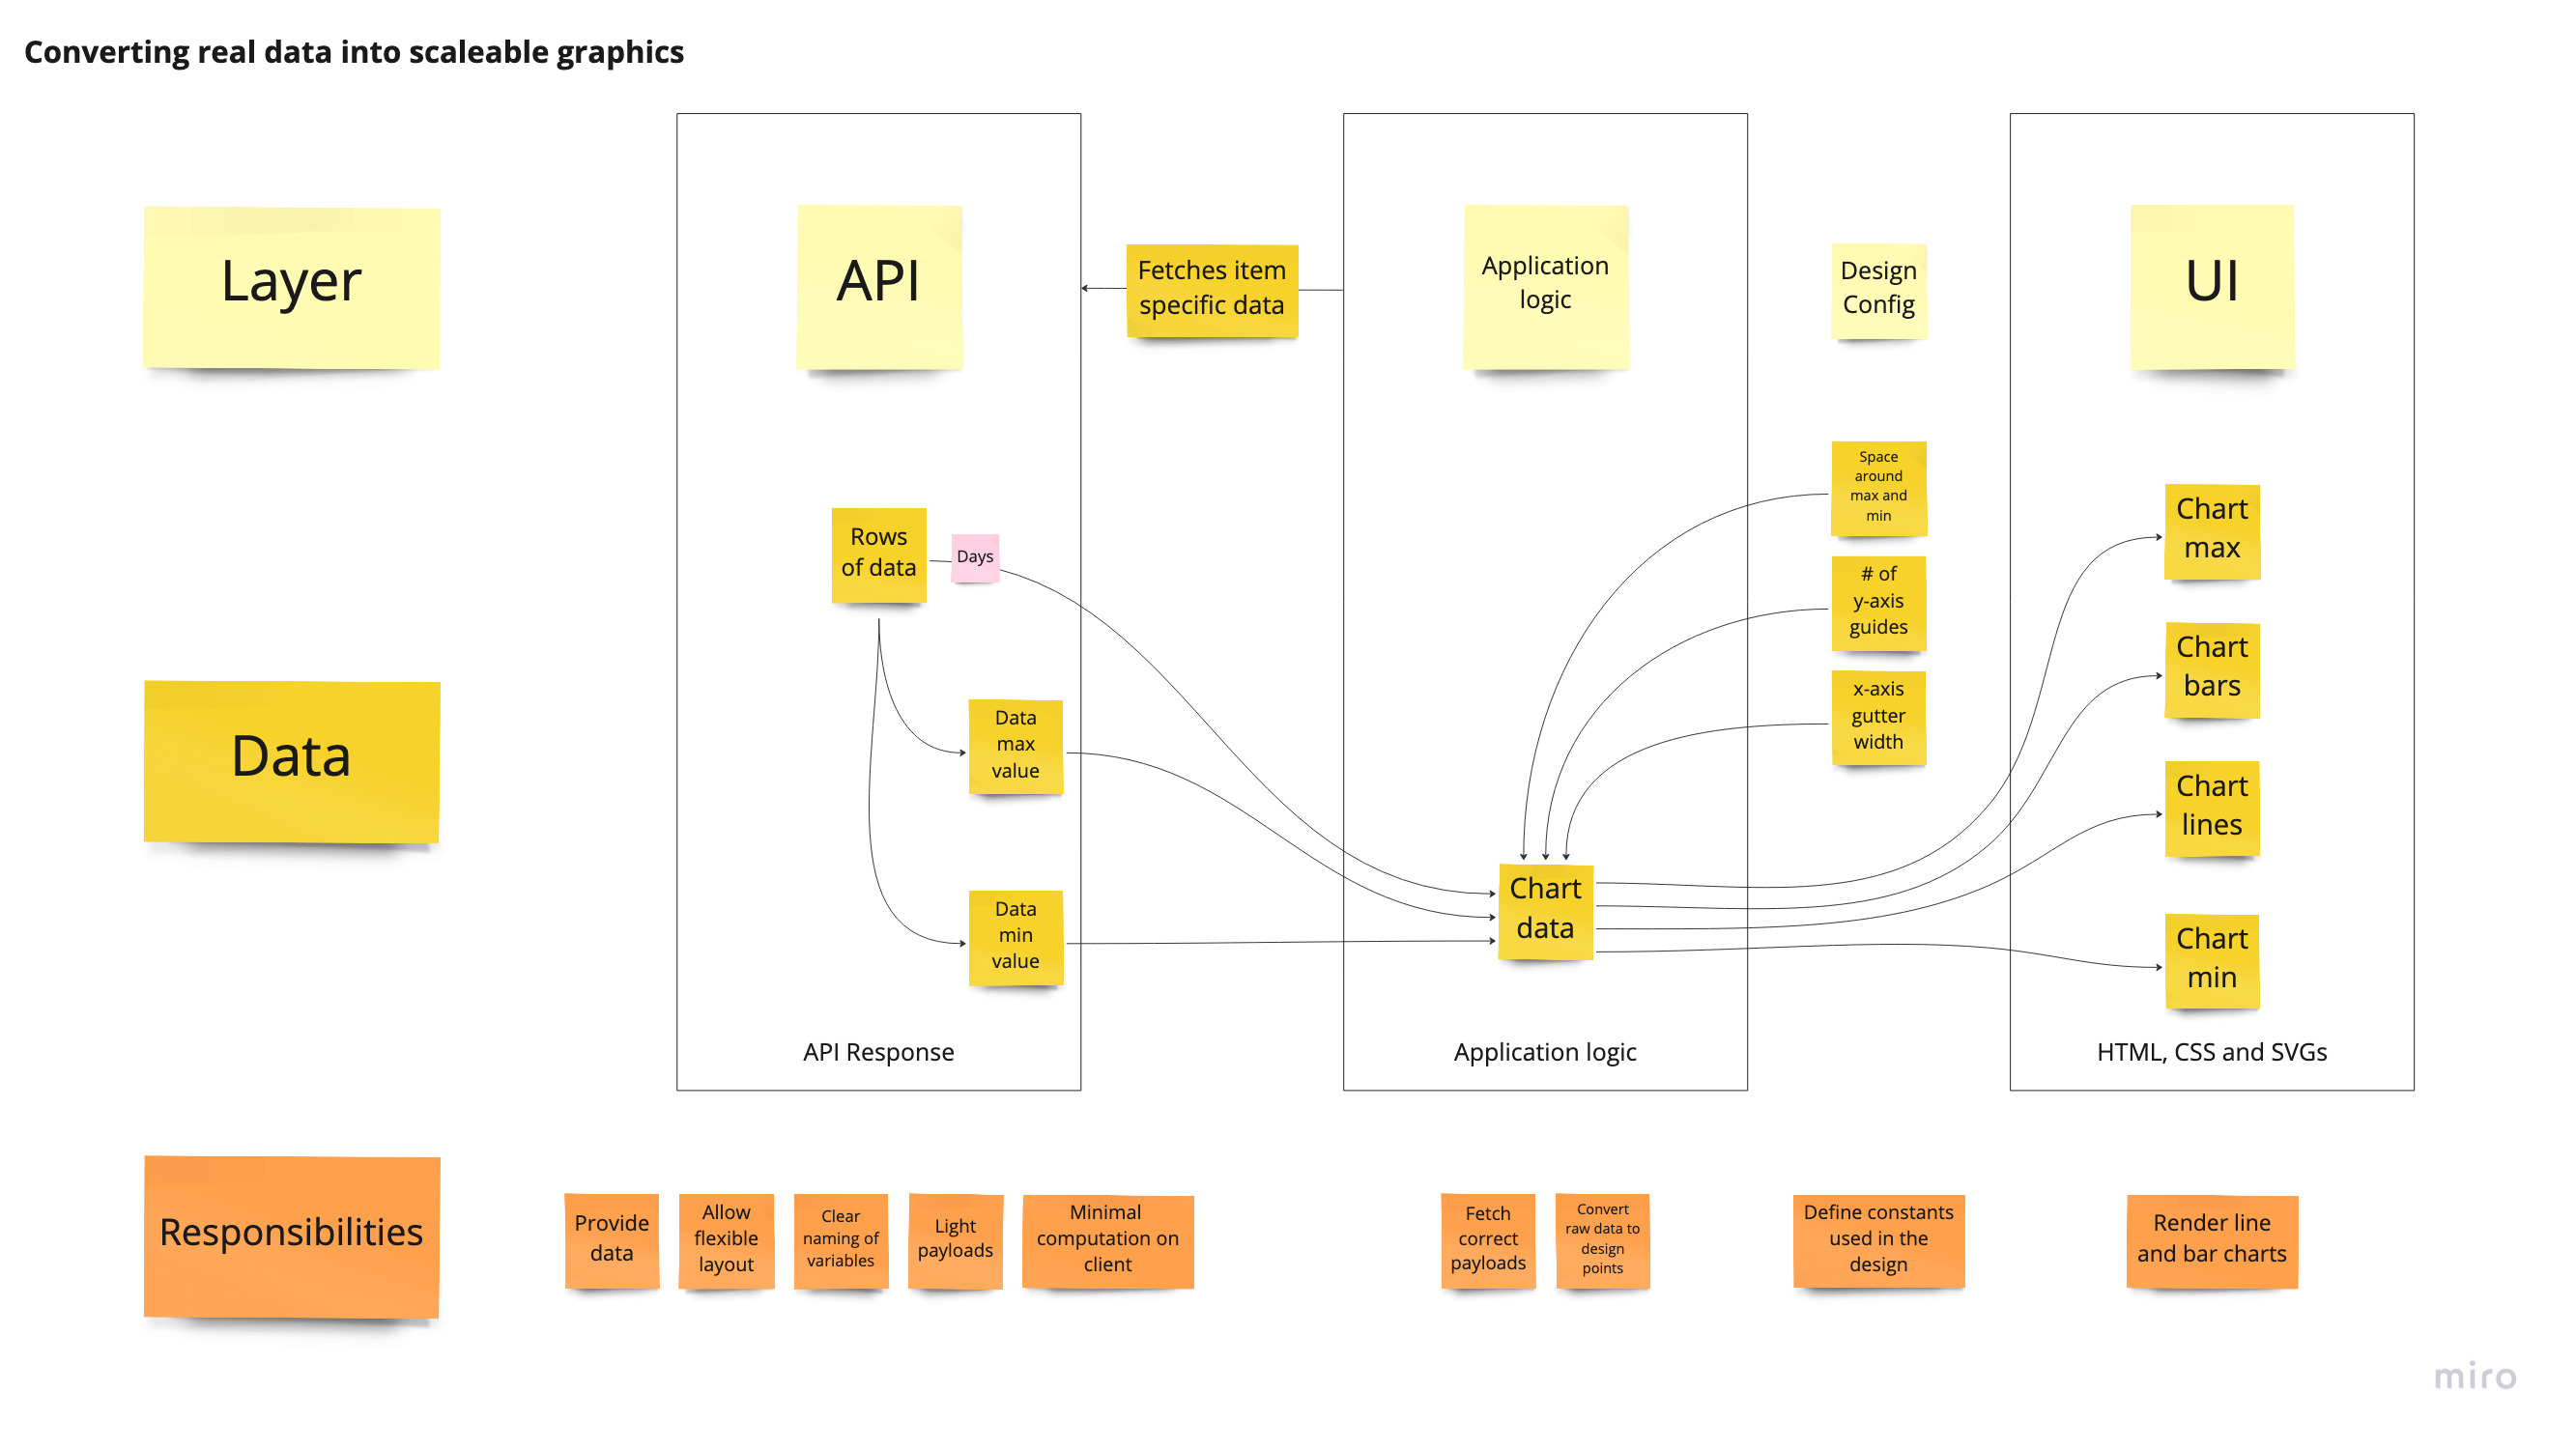 Converting real data into scaleable graphics
Layer
API
Fetches item
specific data
Application
logic
Design
Config
UI
Data
Rows
of data
Days
Data
max
value
Data
min
value
API Response
Chart
data
Application logic
Space
around
max and
min
# of
y-axis
guides
x-axis
gutter
width
Chart
max
Chart
bars
Chart
lines
Chart
min
HTML, CSS and SVGs
Responsibilities
Provide
data
Allow
flexible
layout
Clear
naming of
variables
Light
payloads
Minimal
computation on
client
Fetch
correct
payloads
Convert
raw data to
design
points
Define constants
used in the
design
Render line
and bar charts
miro